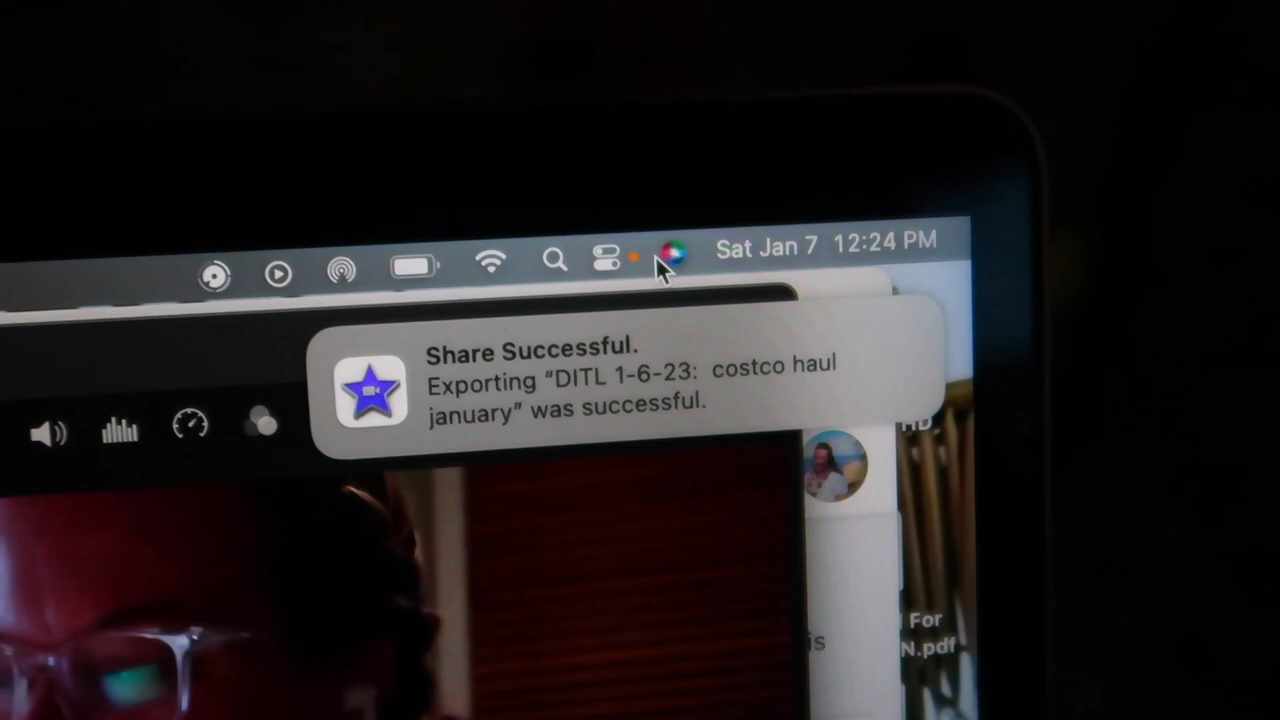 Sat Jan 7 12:24 PM
Share Successful.
Exporting "DITL 1-6-23: costco haul
january" was successful.
HD
is
For
N.pdf